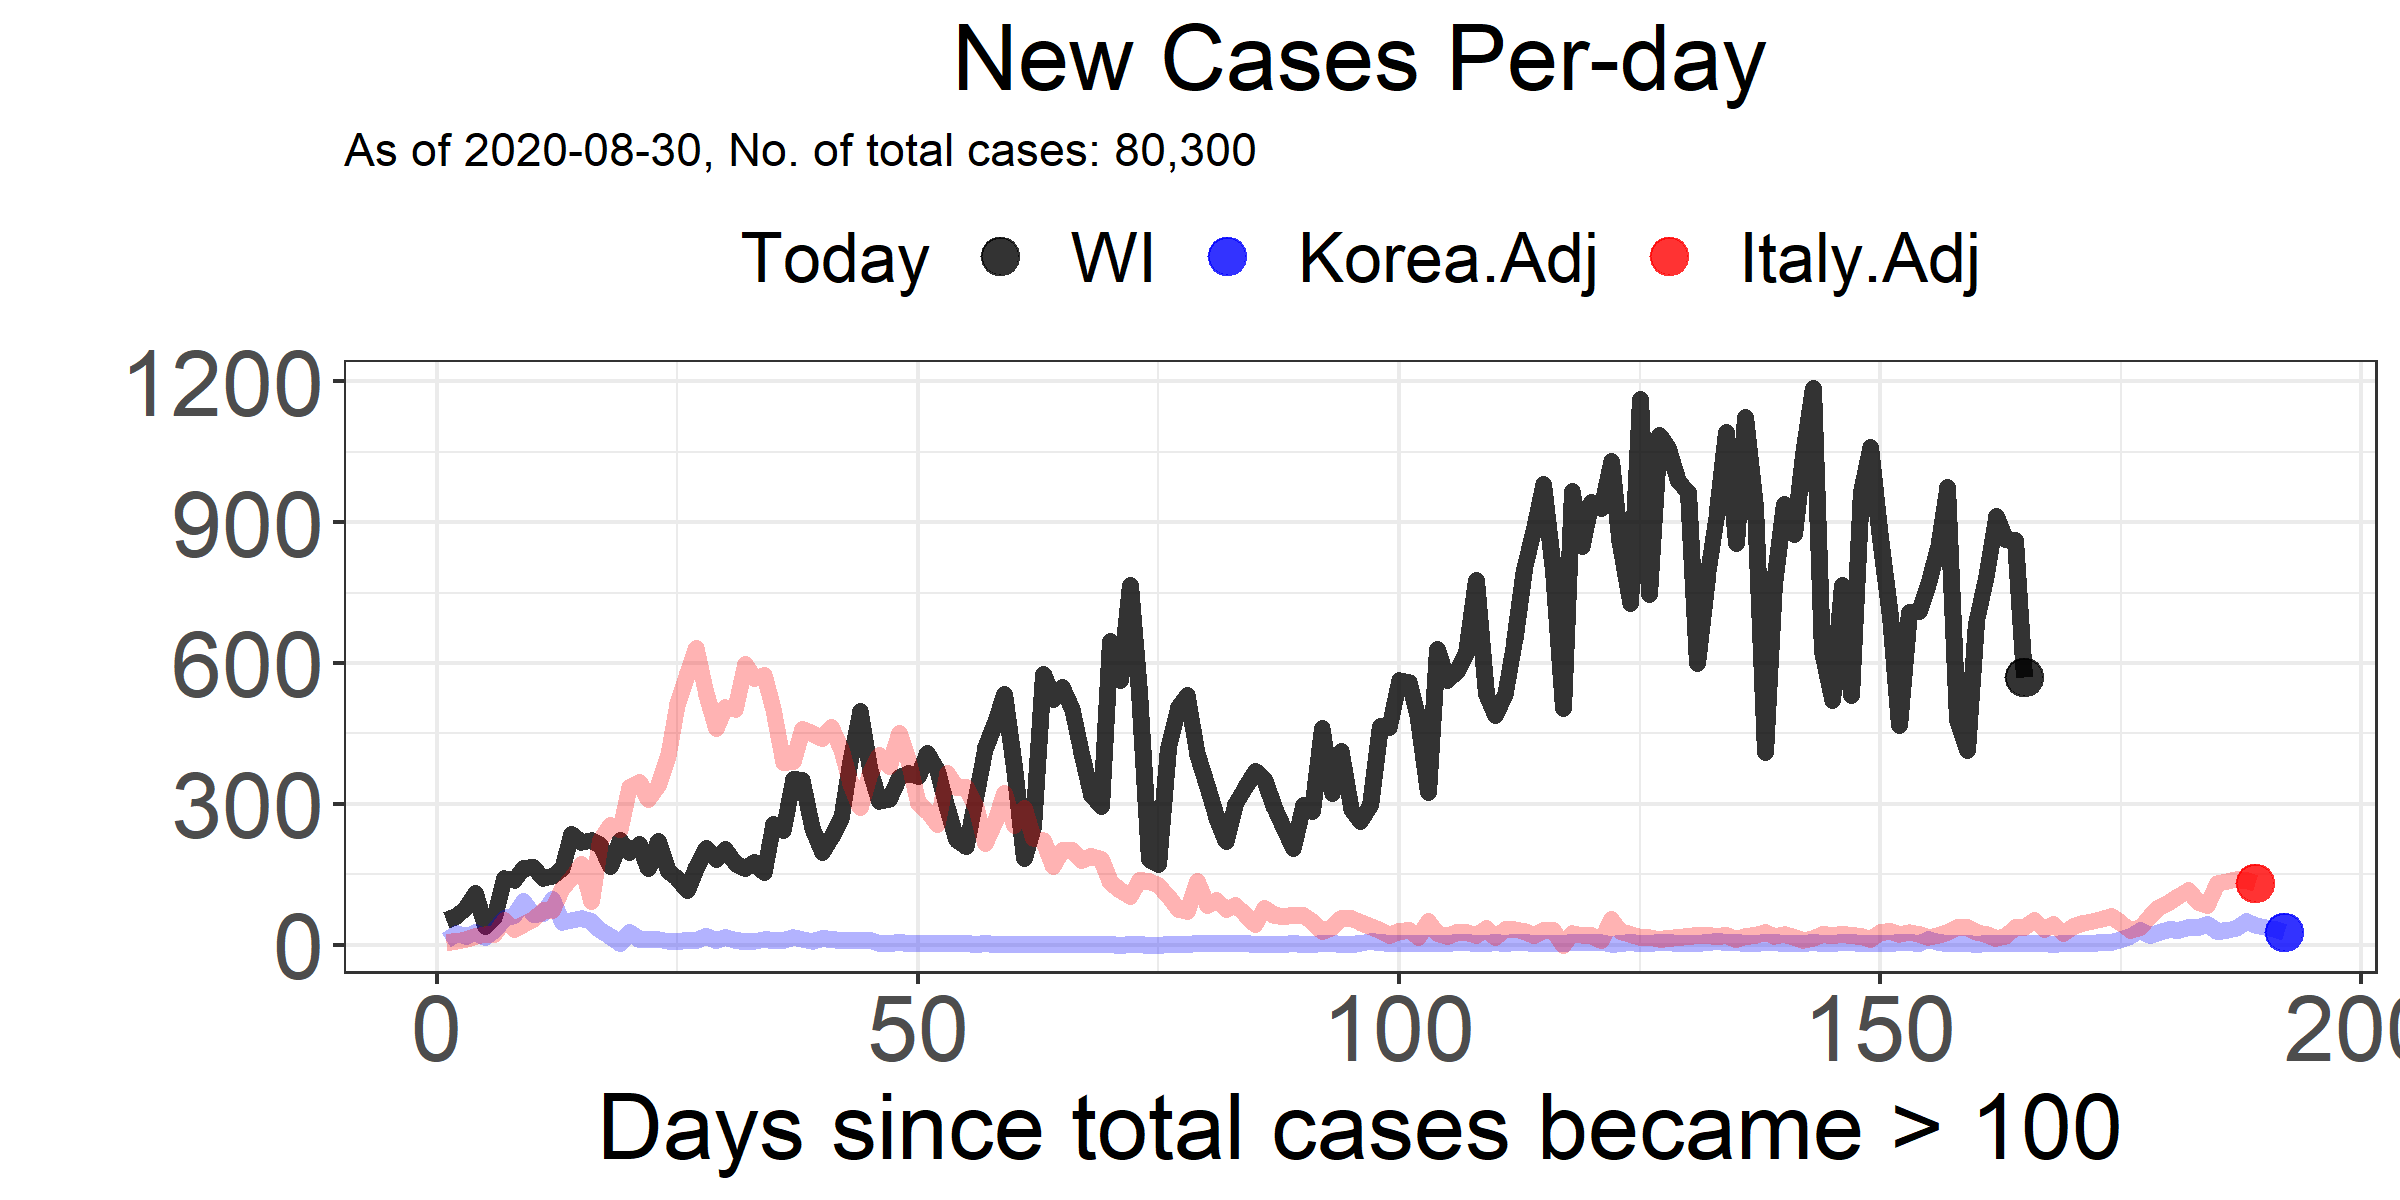 New Cases Per-day
As of 2020-08-30, No. of total cases: 80,300
Today WI Korea.Adj Italy.Adj
1200
900
600
300
0
0 50 100 150 200
Days since total cases became > 100